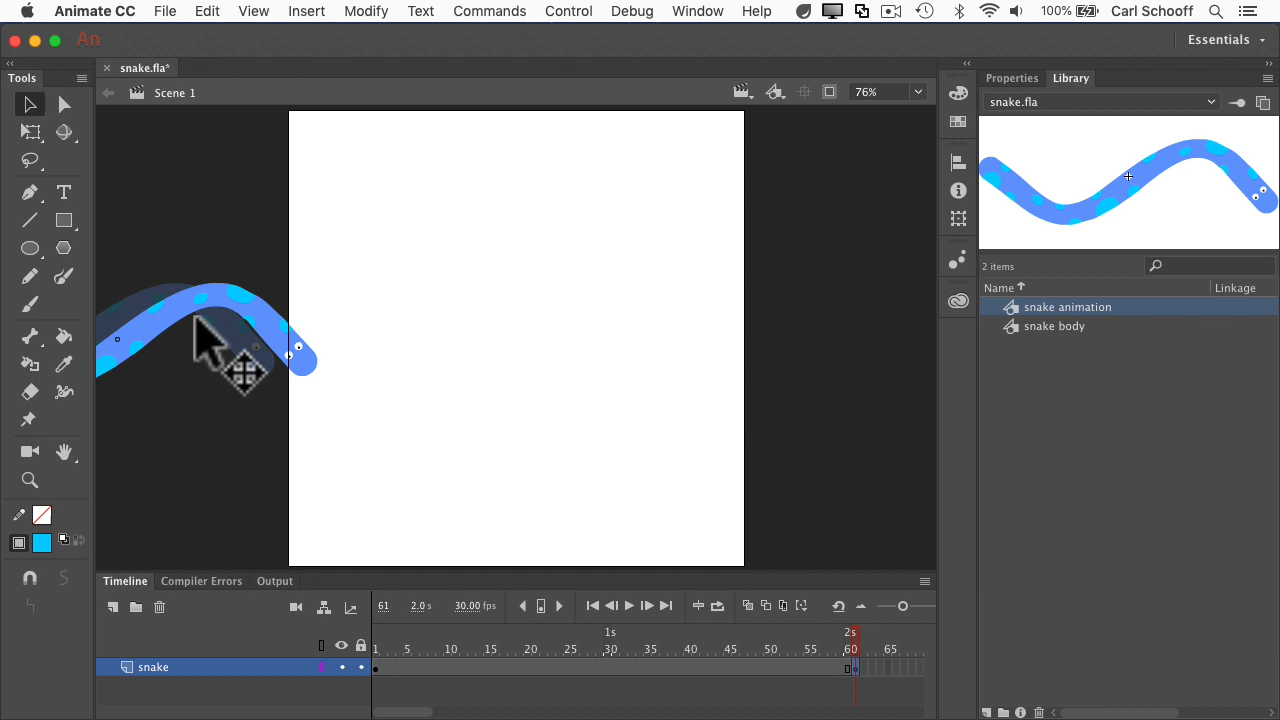 Animate CC File Edit View Insert Modify Text Commands Control Debug Window Help 100% Carl Schooff
An Essentials
Tools snake.fla* Properties Library
Scene 1 76% snake.fla
2 items
Name Linkage
snake animation
snake body
Timeline Compiler Errors Output
61 2.0 s 30.00 fps
1s 2s
1 5 10 15 20 25 30 35 40 45 50 55 60 65
snake